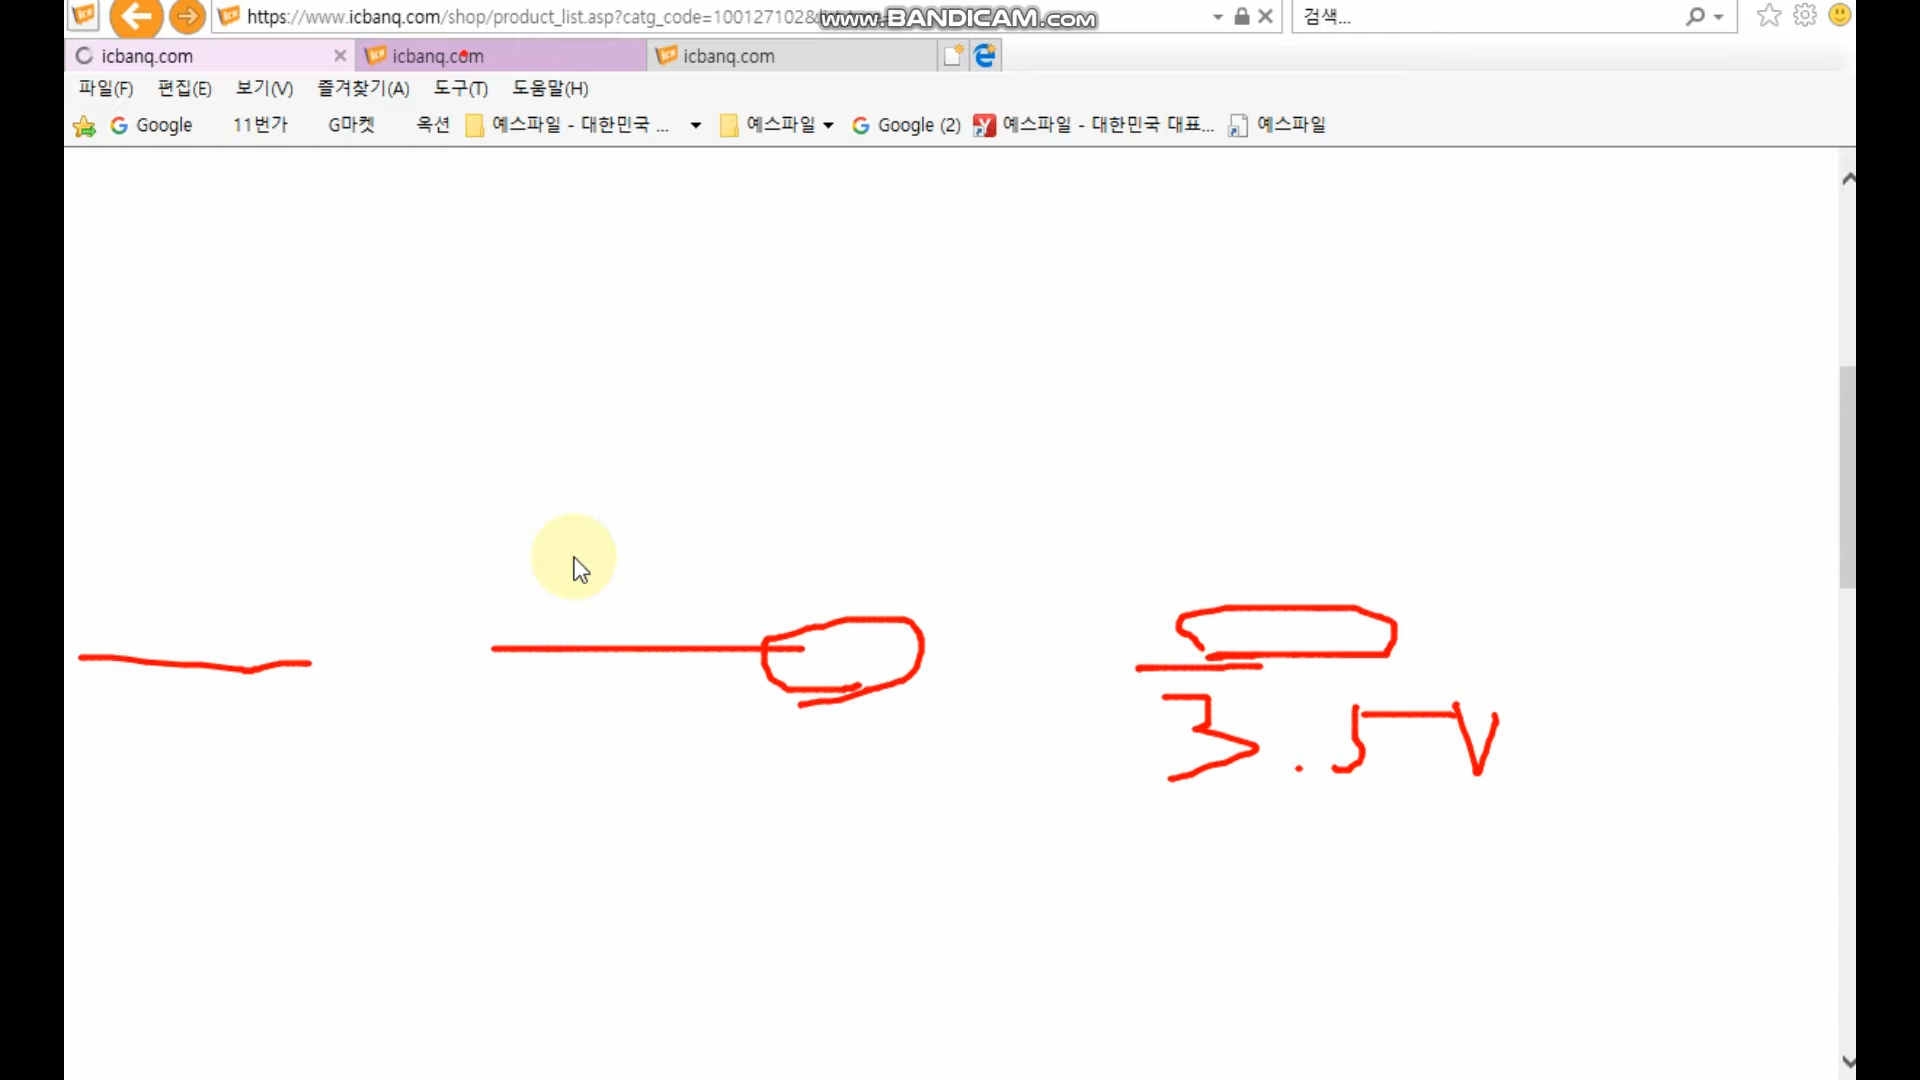 https://www.icbanq.com/shop/product_list.asp?catg_code=100127102&
www.BANDICAM.com
검색...
icbanq.com
icbanq.com
icbanq.com
파일(F) 편집(E) 보기(V) 즐겨찾기(A) 도구(T) 도움말(H)
Google 11번가 G마켓 옥션 예스파일 - 대한민국 ... 예스파일 Google (2) 예스파일 - 대한민국 대표... 예스파일
3.5V